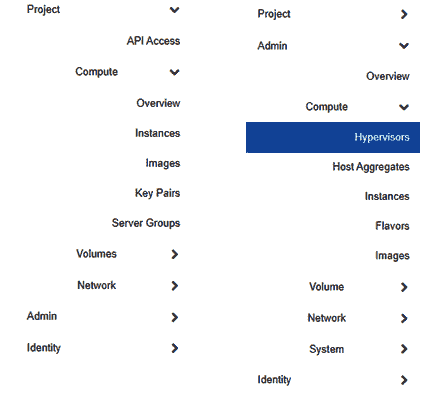 Project
API Access
Compute
Overview
Instances
Images
Key Pairs
Server Groups
Volumes
Network
Admin
Identity
Project
Admin
Overview
Compute
Hypervisors
Host Aggregates
Instances
Flavors
Images
Volume
Network
System
Identity